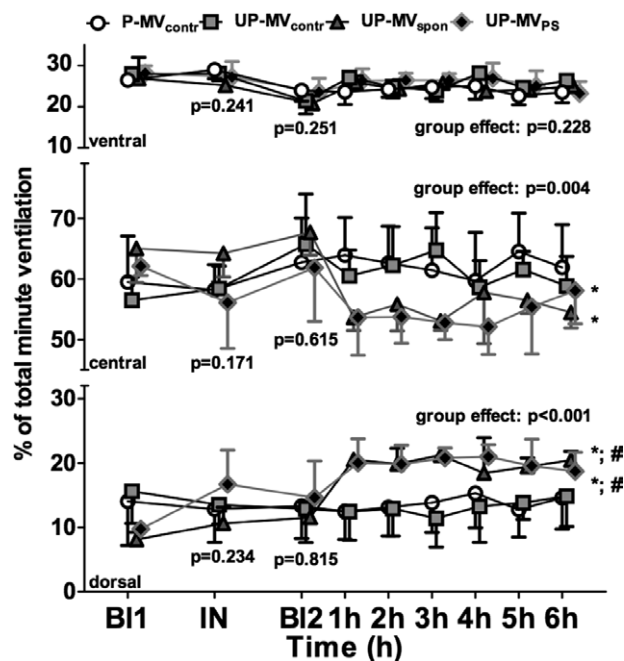 P-MVcontr UP-MVcontr UP-MVspon UP-MVPS
% of total minute ventilation
30
20
10
p=0.241
p=0.251
group effect: p=0.228
ventral
group effect: p=0.004
70
60
50
*
*
p=0.171
p=0.615
central
group effect: p<0.001
30
20
10
0
*; #
*; #
p=0.234
p=0.815
dorsal
BI1 IN BI2 1h 2h 3h 4h 5h 6h
Time (h)